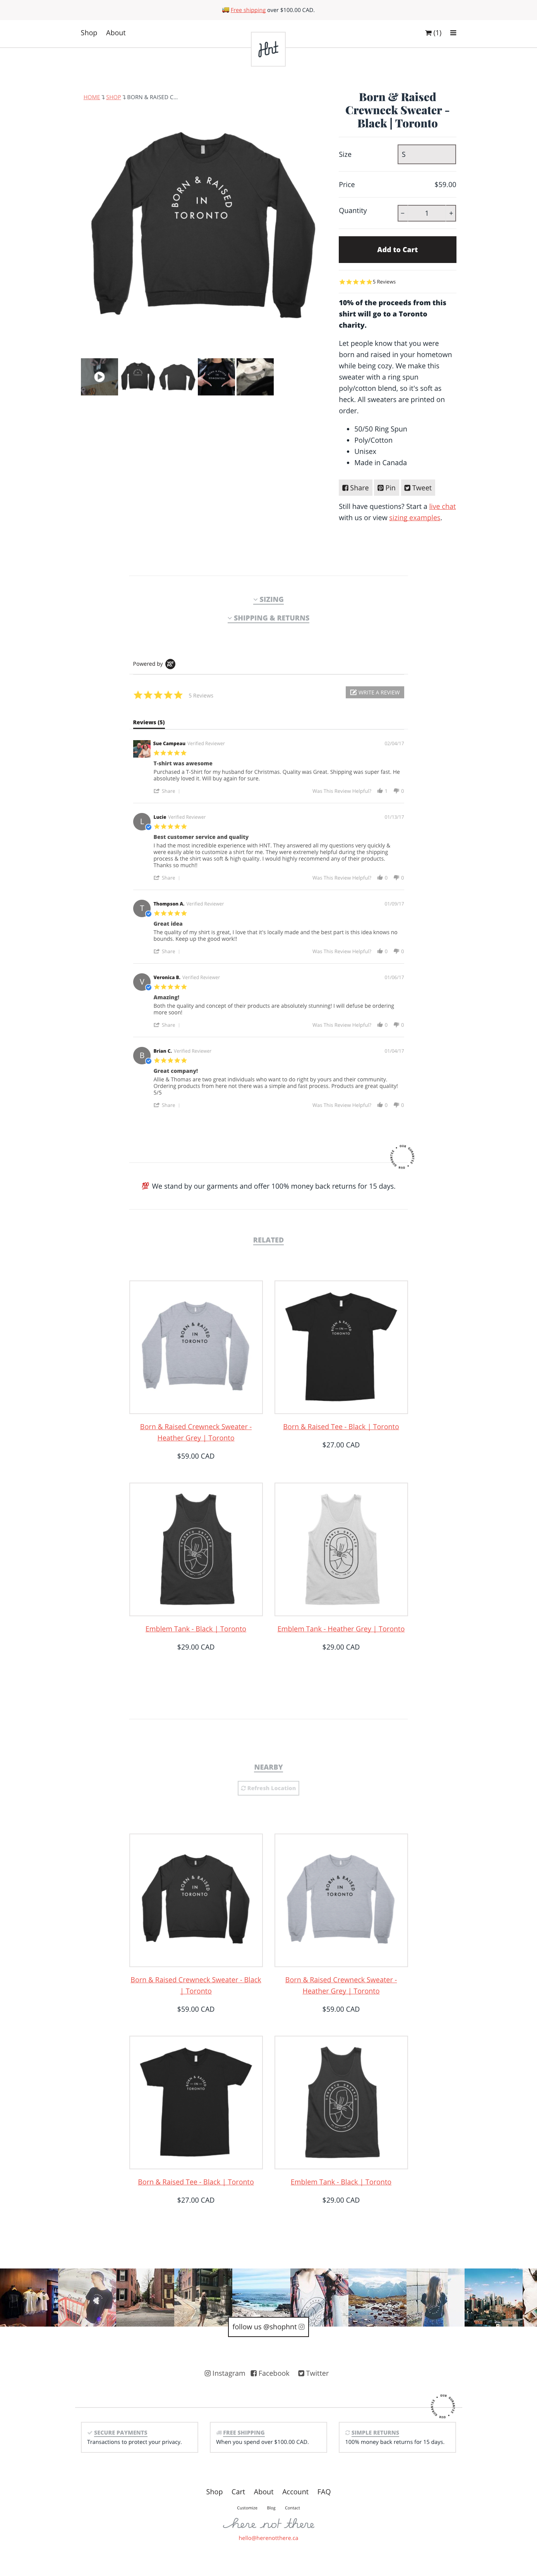 Free shipping over $100.00 CAD.
Shop About
Hnt
(1)
HOME SHOP BORN & RAISED C...
Born & Raised
Crewneck Sweater -
Black | Toronto
BORN & RAISED
IN
TORONTO
Size S
Price $59.00
Quantity - 1 +
Add to Cart
5 Reviews
10% of the proceeds from this
shirt will go to a Toronto
charity.
Let people know that you were
born and raised in your hometown
while being cozy. We make this
sweater with a ring spun
poly/cotton blend, so it's soft as
heck. All sweaters are printed on
order.
50/50 Ring Spun
Poly/Cotton
Unisex
Made in Canada
Share Pin Tweet
Still have questions? Start a live chat
with us or view sizing examples.
SIZING
SHIPPING & RETURNS
Powered by
5 Reviews
WRITE A REVIEW
Reviews (5)
Sue Campeau Verified Reviewer 02/04/17
T-shirt was awesome
Purchased a T-Shirt for my husband for Christmas. Quality was Great. Shipping was super fast. He
absolutely loved it. Will buy again for sure.
Share Was This Review Helpful? 1 0
L
Lucie Verified Reviewer 01/13/17
Best customer service and quality
I had the most incredible experience with HNT. They answered all my questions very quickly &
were easily able to customize a shirt for me. They were extremely helpful during the shipping
process & the shirt was soft & high quality. I would highly recommend any of their products.
Thanks so much!!
Share Was This Review Helpful? 0 0
T
Thompson A. Verified Reviewer 01/09/17
Great idea
The quality of my shirt is great, I love that it's locally made and the best part is this idea knows no
bounds. Keep up the good work!!
Share Was This Review Helpful? 0 0
V
Veronica B. Verified Reviewer 01/06/17
Amazing!
Both the quality and concept of their products are absolutely stunning! I will defuse be ordering
more soon!
Share Was This Review Helpful? 0 0
B
Brian C. Verified Reviewer 01/04/17
Great company!
Allie & Thomas are two great individuals who want to do right by yours and their community.
Ordering products from here not there was a simple and fast process. Products are great quality!
5/5
Share Was This Review Helpful? 0 0
We stand by our garments and offer 100% money back returns for 15 days.
RELATED
BORN & RAISED
IN
TORONTO
BORN & RAISED
IN
TORONTO
Born & Raised Crewneck Sweater -
Heather Grey | Toronto
$59.00 CAD
Born & Raised Tee - Black | Toronto
$27.00 CAD
Emblem Tank - Black | Toronto
$29.00 CAD
Emblem Tank - Heather Grey | Toronto
$29.00 CAD
NEARBY
Refresh Location
BORN & RAISED
IN
TORONTO
BORN & RAISED
IN
TORONTO
Born & Raised Crewneck Sweater - Black
| Toronto
$59.00 CAD
Born & Raised Crewneck Sweater -
Heather Grey | Toronto
$59.00 CAD
BORN & RAISED
IN
TORONTO
Born & Raised Tee - Black | Toronto
$27.00 CAD
Emblem Tank - Black | Toronto
$29.00 CAD
follow us @shophnt
Instagram Facebook Twitter
SECURE PAYMENTS
Transactions to protect your privacy.
FREE SHIPPING
When you spend over $100.00 CAD.
SIMPLE RETURNS
100% money back returns for 15 days.
Shop Cart About Account FAQ
Customize Blog Contact
here not there
hello@herenotthere.ca